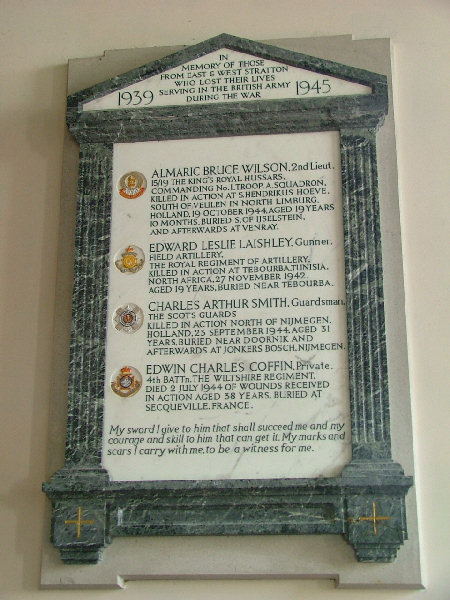 IN
MEMORY OF THOSE
FROM EAST & WEST STRATTON
WHO LOST THEIR LIVES
1939 SERVING IN THE BRITISH ARMY 1945
DURING THE WAR
ALMARIC BRUCE WILSON, 2nd Lieut.
15/19 THE KING'S ROYAL HUSSARS,
COMMANDING No.1.TROOP A. SQUADRON,
KILLED IN ACTION AT S.HENDRIKUS HOEVE,
SOUTH OF VEULEN IN NORTH LIMBURG,
HOLLAND, 19 OCTOBER 1944, AGED 19 YEARS
10 MONTHS. BURIED S. OF IJSELSTEIN,
AND AFTERWARDS AT VENRAY.
EDWARD LESLIE LAISHLEY. Gunner.
FIELD ARTILLERY,
THE ROYAL REGIMENT OF ARTILLERY,
KILLED IN ACTION AT TEBOURBA, TUNISIA,
NORTH AFRICA, 27 NOVEMBER 1942.
AGED 19 YEARS. BURIED NEAR TEBOURBA.
CHARLES ARTHUR SMITH, Guardsman.
THE SCOTS GUARDS
KILLED IN ACTION NORTH OF NIJMEGEN,
HOLLAND, 23 SEPTEMBER 1944, AGED 31
YEARS. BURIED NEAR DOORNIK AND
AFTERWARDS AT JONKERS BOSCH, NIJMEGEN.
EDWIN CHARLES COFFIN, Private.
4th BATTn. THE WILTSHIRE REGIMENT,
DIED 2 JULY 1944 OF WOUNDS RECEIVED
IN ACTION AGED 38 YEARS. BURIED AT
SECQUEVILLE, FRANCE.
My sword I give to him that shall succeed me and my
courage and skill to him that can get it. My marks and
scars I carry with me, to be a witness for me.